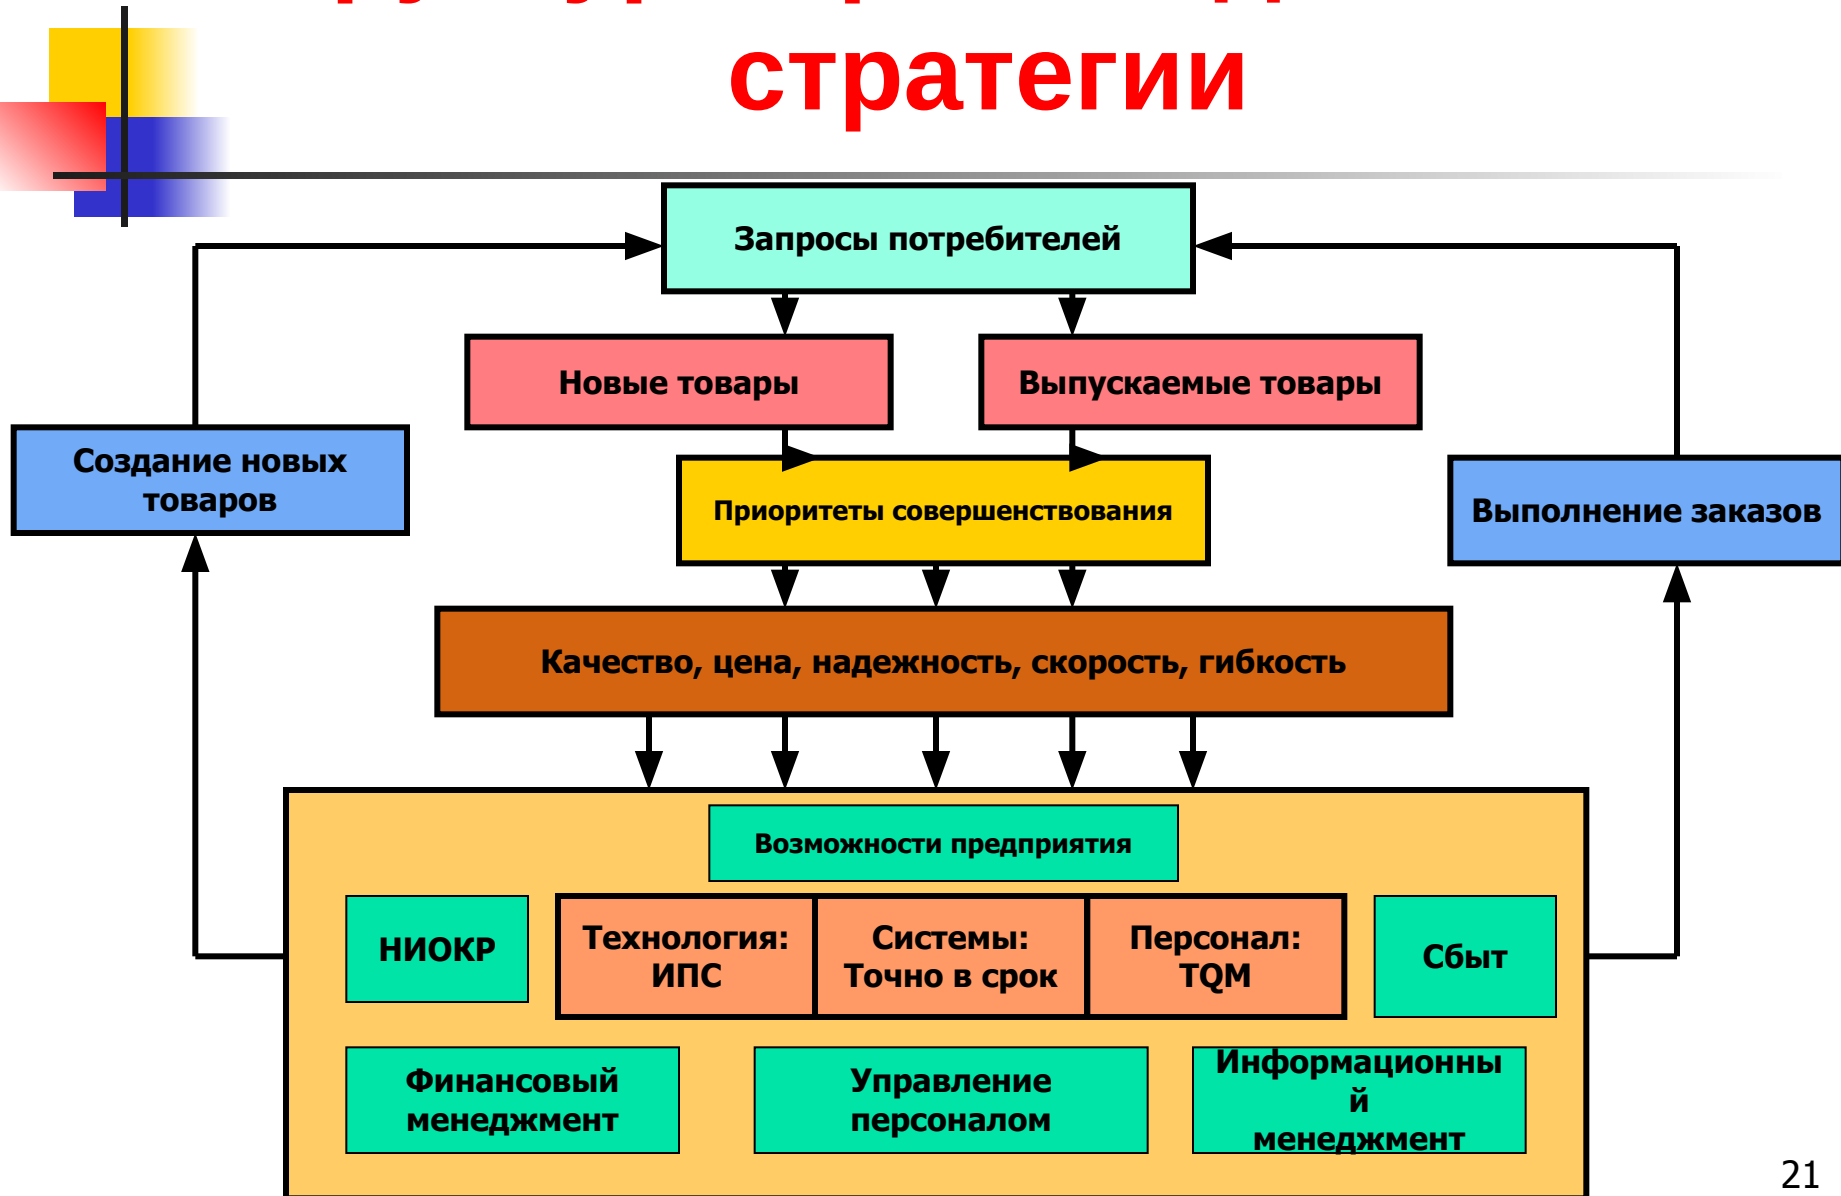 стратегии
Запросы потребителей
Новые товары
Выпускаемые товары
Создание новых
товаров
Приоритеты совершенствования
Выполнение заказов
Качество, цена, надежность, скорость, гибкость
Возможности предприятия
НИОКР
Технология:
ИПС
Системы:
Точно в срок
Персонал:
TQM
Сбыт
Финансовый
менеджмент
Управление
персоналом
Информационны
й
менеджмент
21